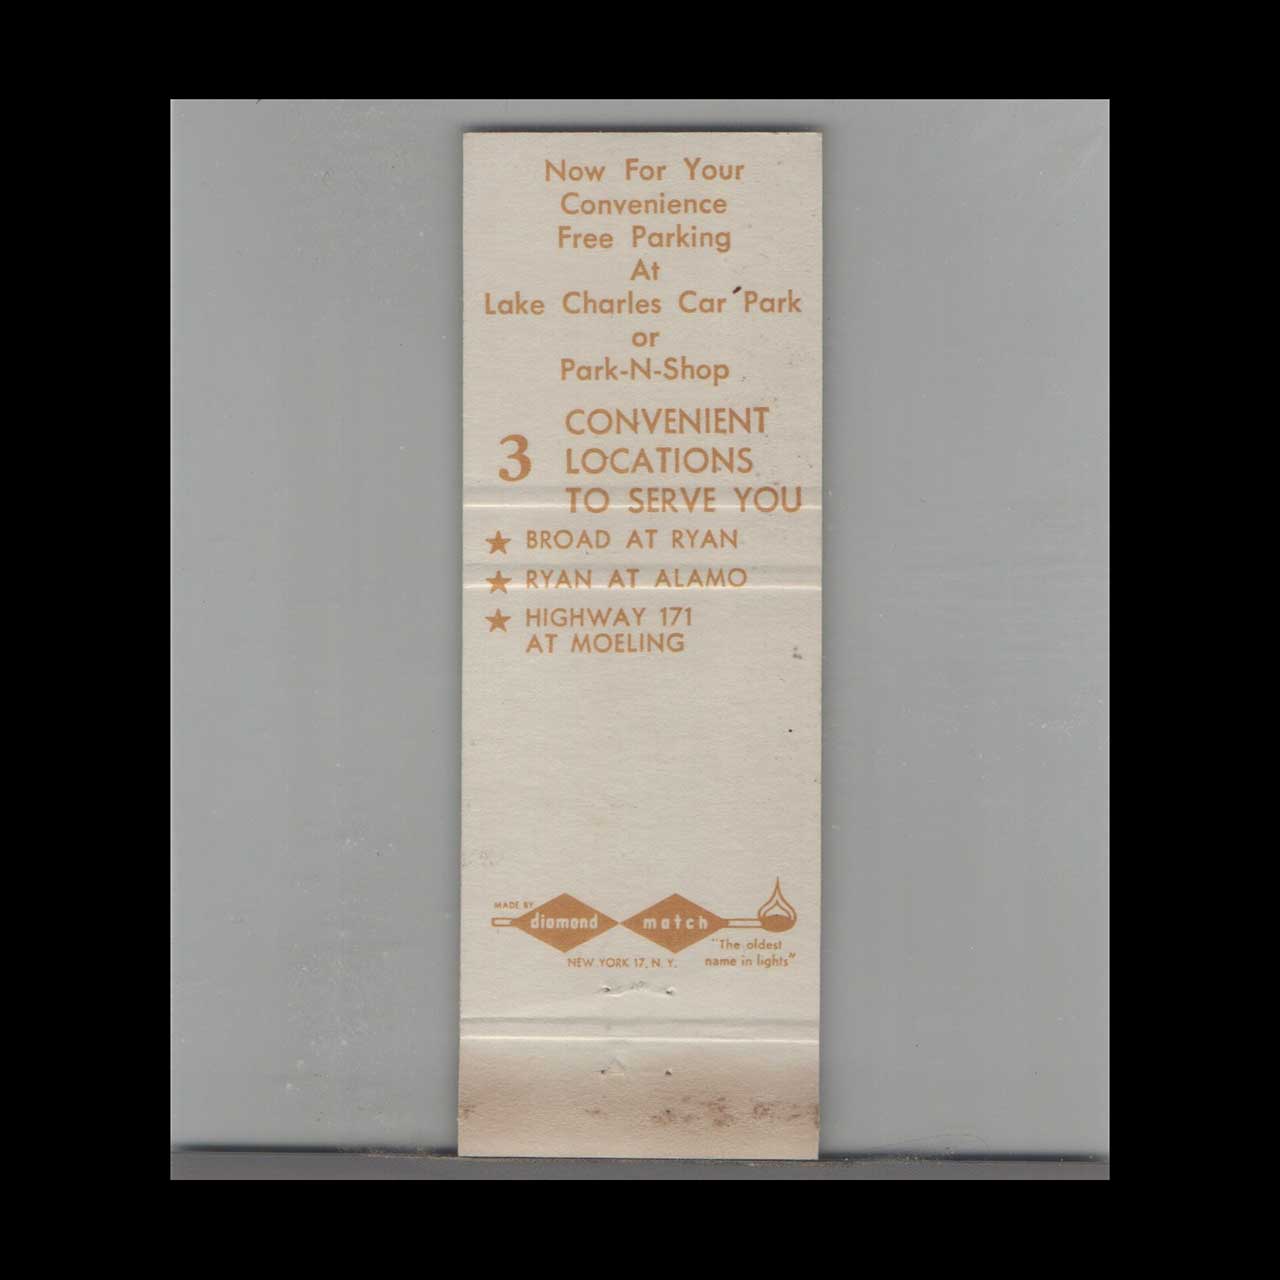 Now For Your
Convenience
Free Parking
At
Lake Charles Car Park
or
Park-N-Shop
3 CONVENIENT
LOCATIONS
TO SERVE YOU
★ BROAD AT RYAN
★ RYAN AT ALAMO
★ HIGHWAY 171
AT MOELING
MADE BY
diamond match
"The oldest
name in lights"
NEW YORK 17, N. Y.